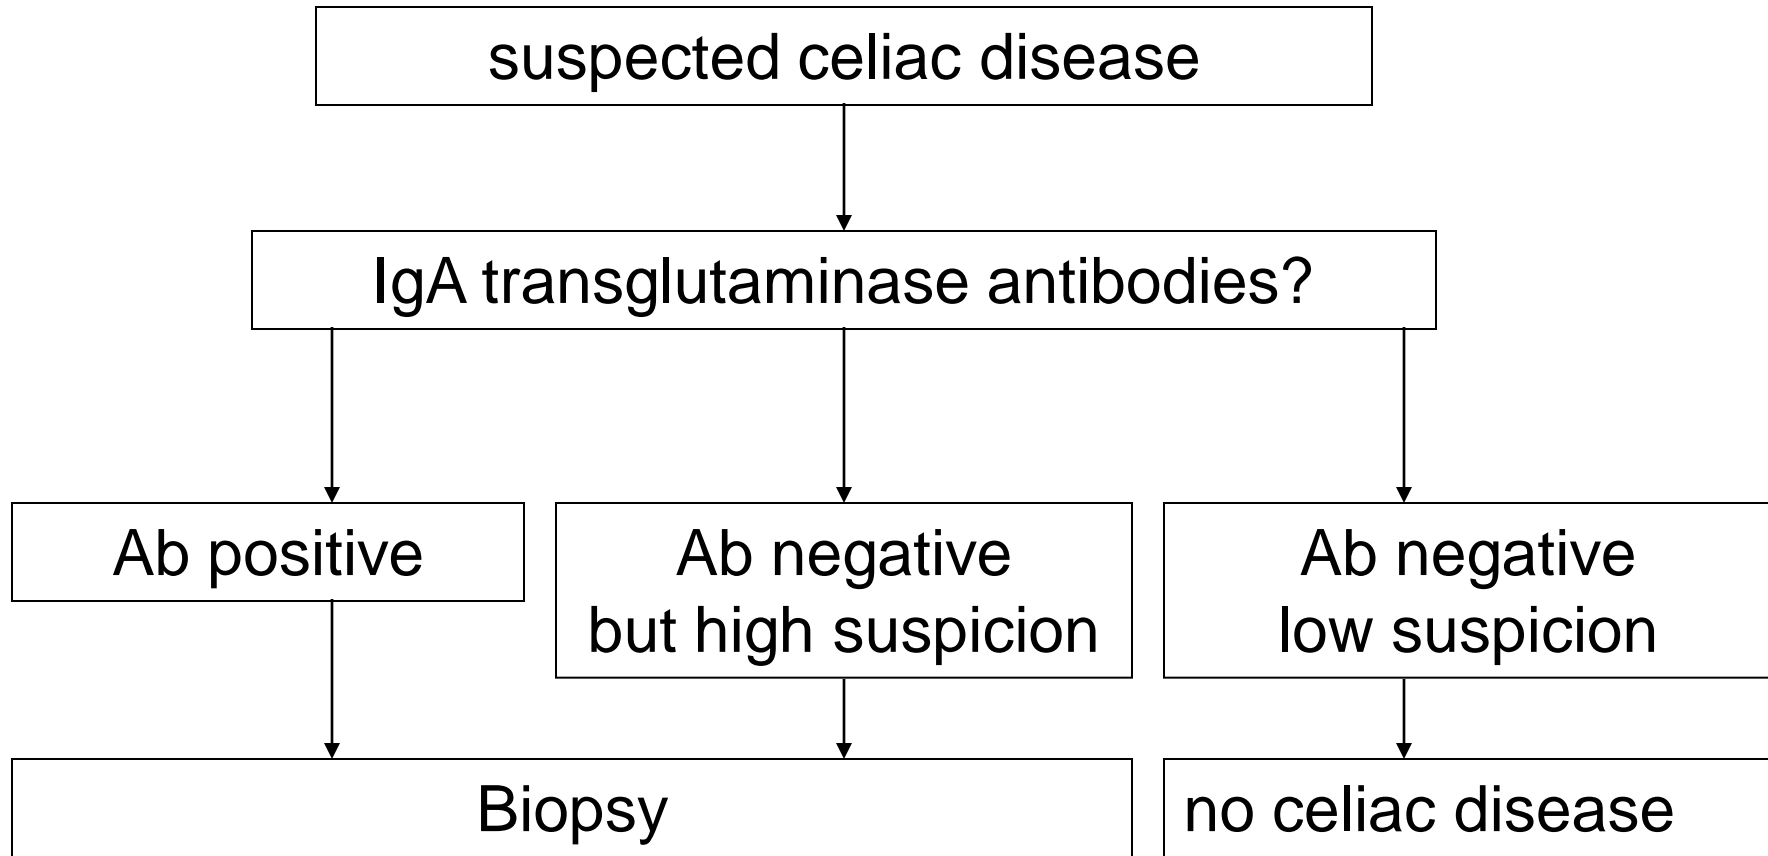 suspected celiac disease
IgA transglutaminase antibodies?
Ab positive
Ab negative
but high suspicion
Ab negative
low suspicion
Biopsy
no celiac disease